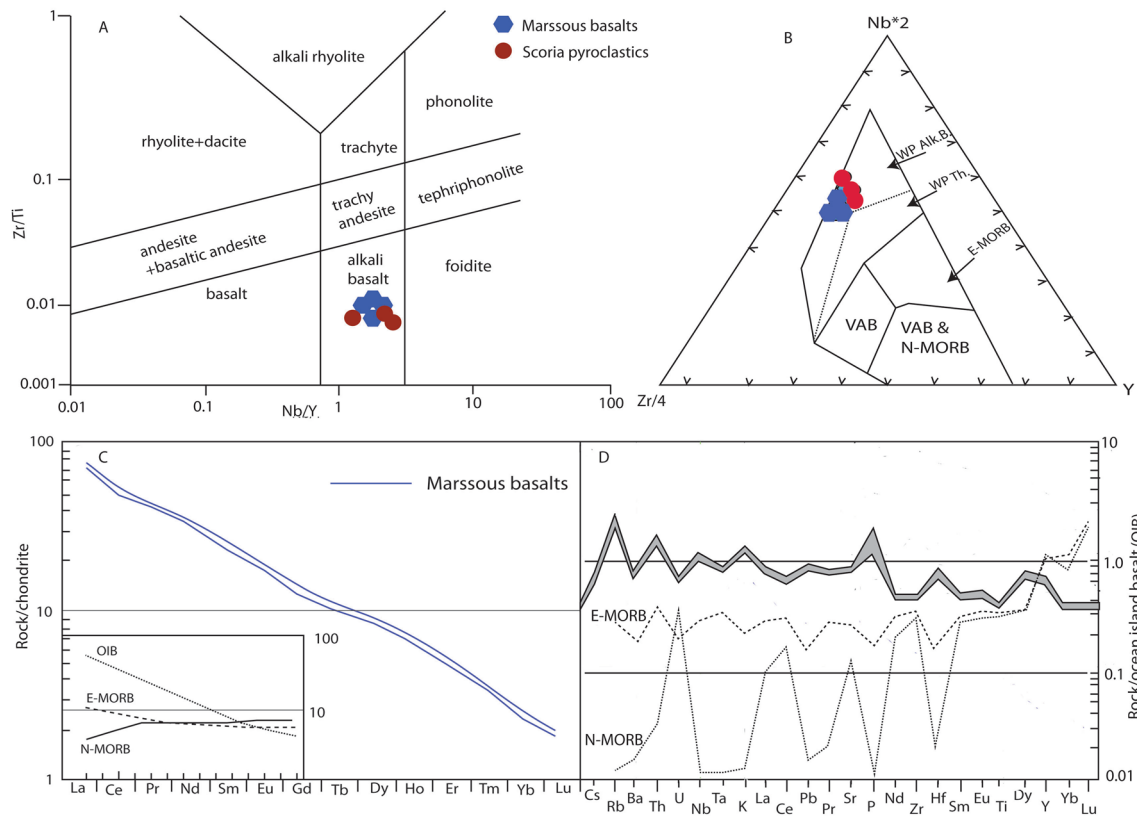 A
Marssous basalts
Scoria pyroclastics
1
0.1
0.01
0.001
Zr/Ti
alkali rhyolite
phonolite
rhyolite+dacite
trachyte
tephriphonolite
trachy
andesite
andesite
+basaltic andesite
alkali
basalt
basalt
foidite
0.01
0.1
1
10
100
Nb/Y
B
Nb*2
WP Alk.B.
WP Th.
E-MORB
VAB
VAB &
N-MORB
Zr/4
Y
C
100
10
1
Rock/chondrite
Marssous basalts
OIB
E-MORB
N-MORB
100
10
La
Ce
Pr
Nd
Sm
Eu
Gd
Tb
Dy
Ho
Er
Tm
Yb
Lu
D
10
1.0
0.1
0.01
Rock/ocean island basalt (OIB)
E-MORB
N-MORB
Cs
Rb
Ba
Th
U
Nb
Ta
K
La
Ce
Pb
Pr
Sr
P
Nd
Zr
Hf
Sm
Eu
Ti
Dy
Y
Yb
Lu